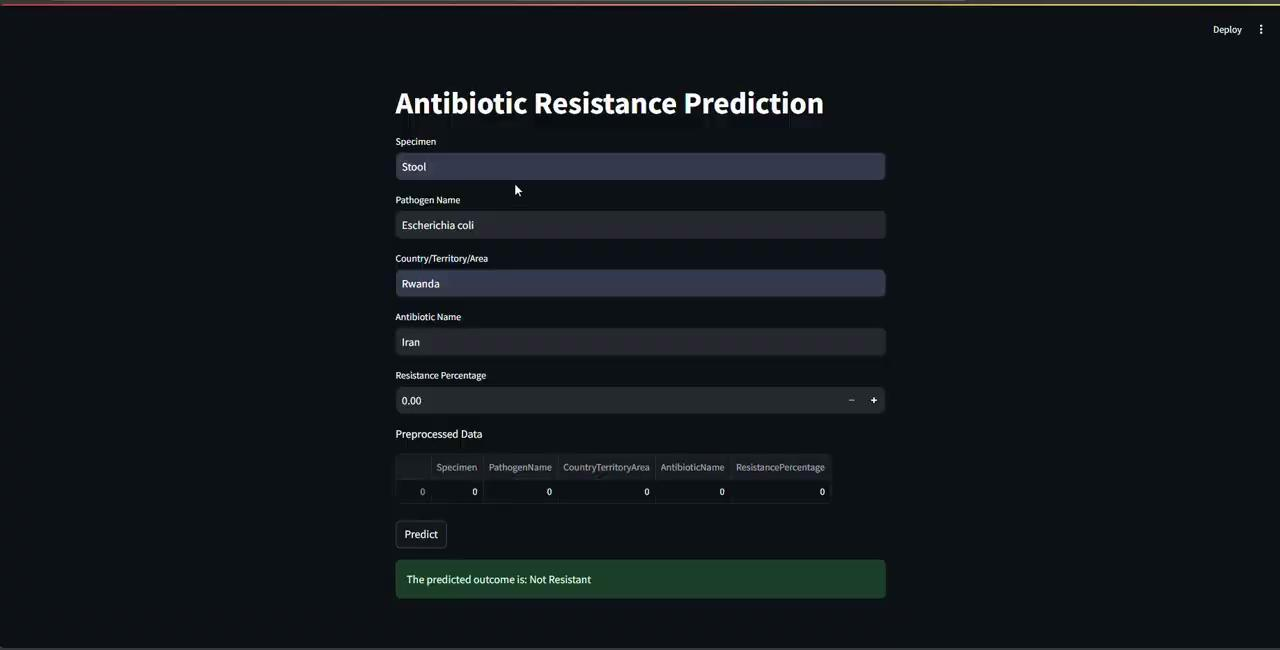 Deploy
Antibiotic Resistance Prediction
Specimen
Stool
Pathogen Name
Escherichia coli
Country/Territory/Area
Rwanda
Antibiotic Name
Iran
Resistance Percentage
0.00
Preprocessed Data
Specimen PathogenName CountryTerritoryArea AntibioticName ResistancePercentage
0 0 0 0 0 0
Predict
The predicted outcome is: Not Resistant